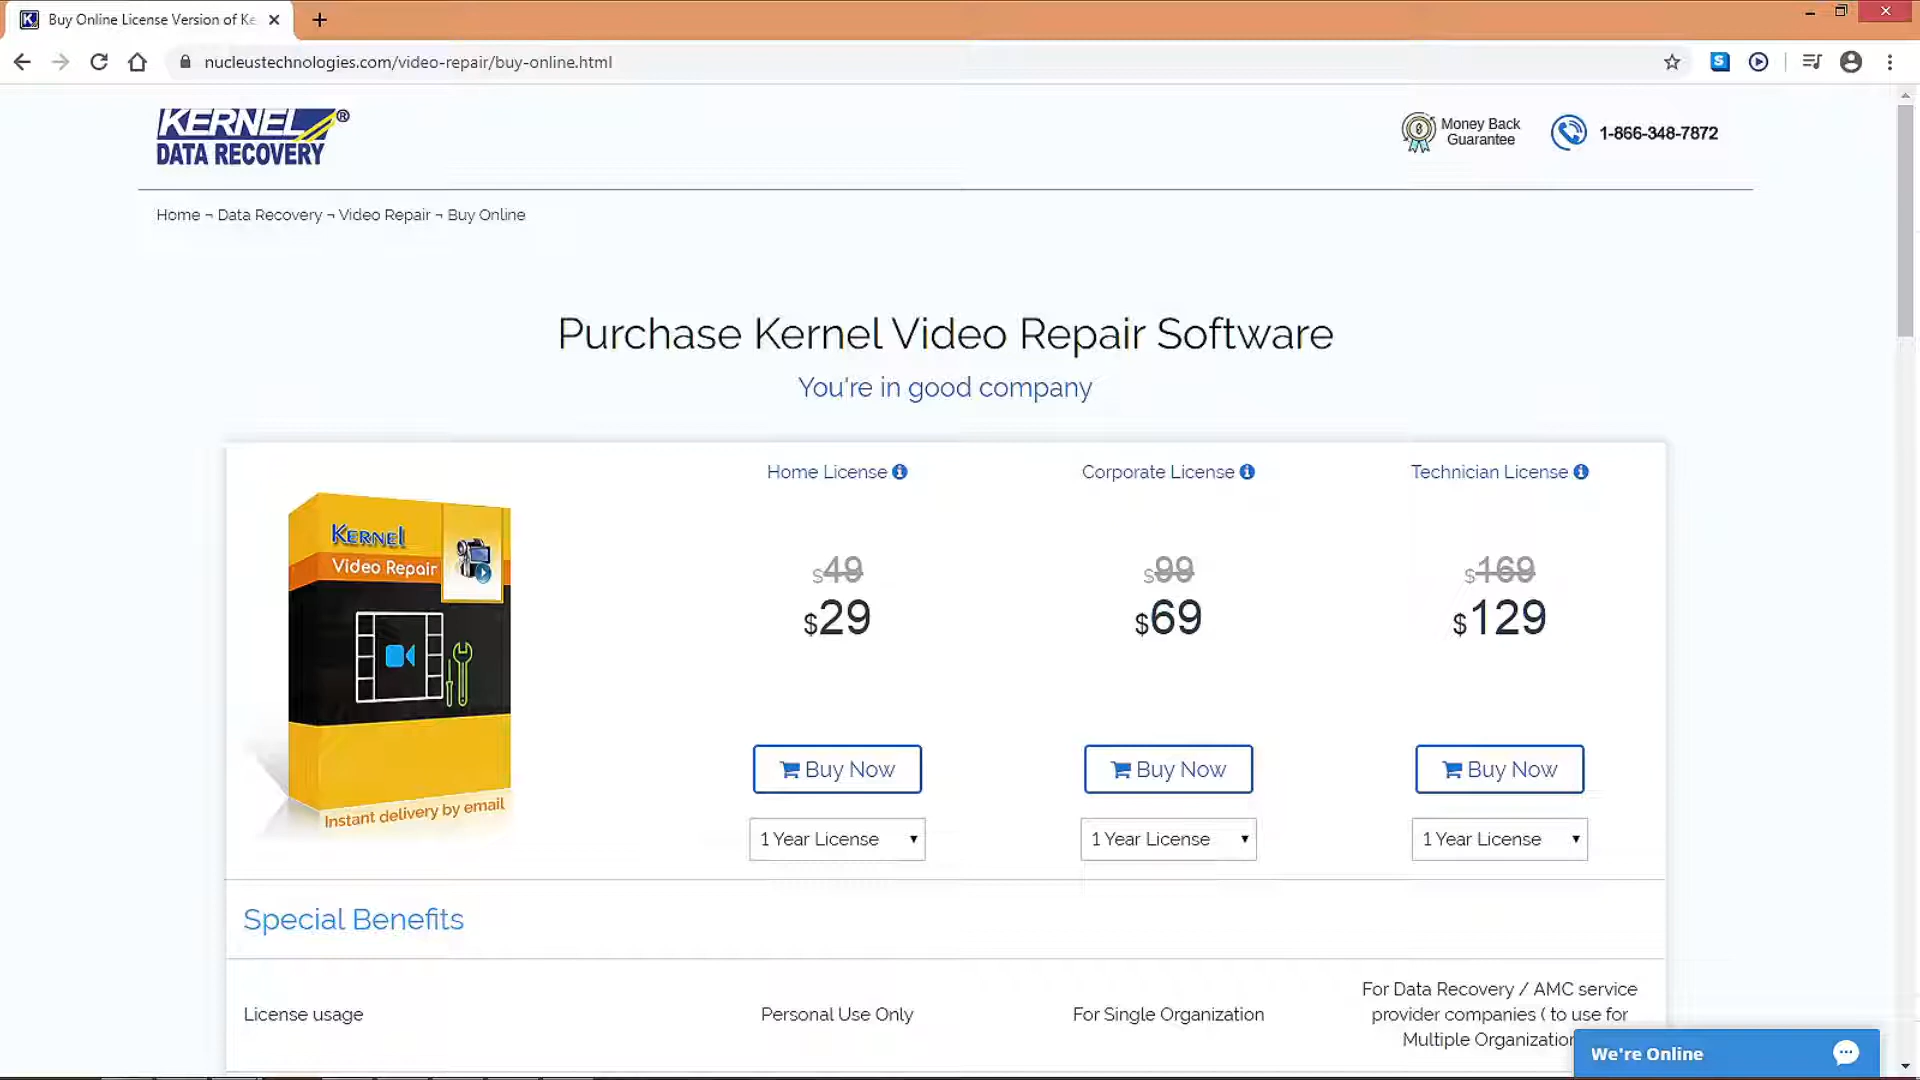 Buy Online License Version of Ke
nucleustechnologies.com/video-repair/buy-online.html
KERNEL®
DATA RECOVERY
Money Back
Guarantee
1-866-348-7872
Home ¬ Data Recovery ¬ Video Repair ¬ Buy Online
Purchase Kernel Video Repair Software
You're in good company
Home License
Corporate License
Technician License
Kernel
Video Repair
Instant delivery by email
$49
$99
$169
$29
$69
$129
Buy Now
Buy Now
Buy Now
1 Year License
1 Year License
1 Year License
Special Benefits
License usage
Personal Use Only
For Single Organization
For Data Recovery / AMC service
provider companies ( to use for
Multiple Organization
We're Online